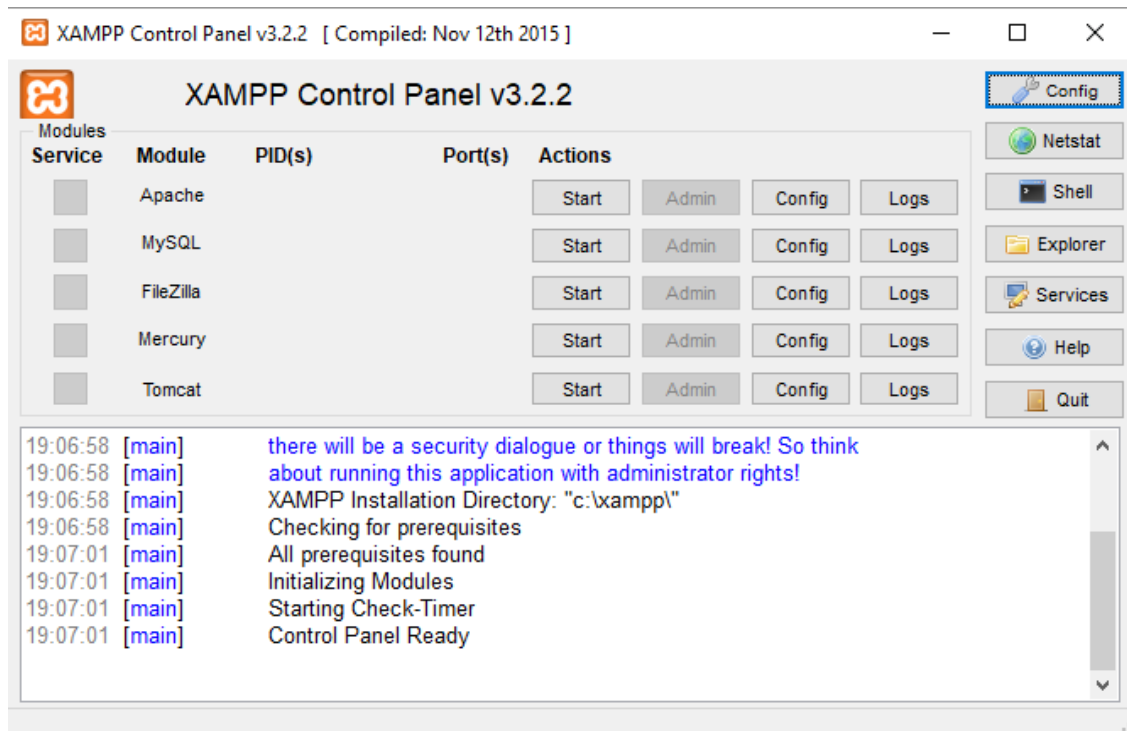 XAMPP Control Panel v3.2.2 [ Compiled: Nov 12th 2015 ]
XAMPP Control Panel v3.2.2
Config
Modules
Service Module PID(s) Port(s) Actions
Netstat
Apache Start Admin Config Logs
Shell
MySQL Start Admin Config Logs
Explorer
FileZilla Start Admin Config Logs
Services
Mercury Start Admin Config Logs
Help
Tomcat Start Admin Config Logs
Quit
19:06:58 [main] there will be a security dialogue or things will break! So think
19:06:58 [main] about running this application with administrator rights!
19:06:58 [main] XAMPP Installation Directory: "c:\xampp\"
19:06:58 [main] Checking for prerequisites
19:07:01 [main] All prerequisites found
19:07:01 [main] Initializing Modules
19:07:01 [main] Starting Check-Timer
19:07:01 [main] Control Panel Ready